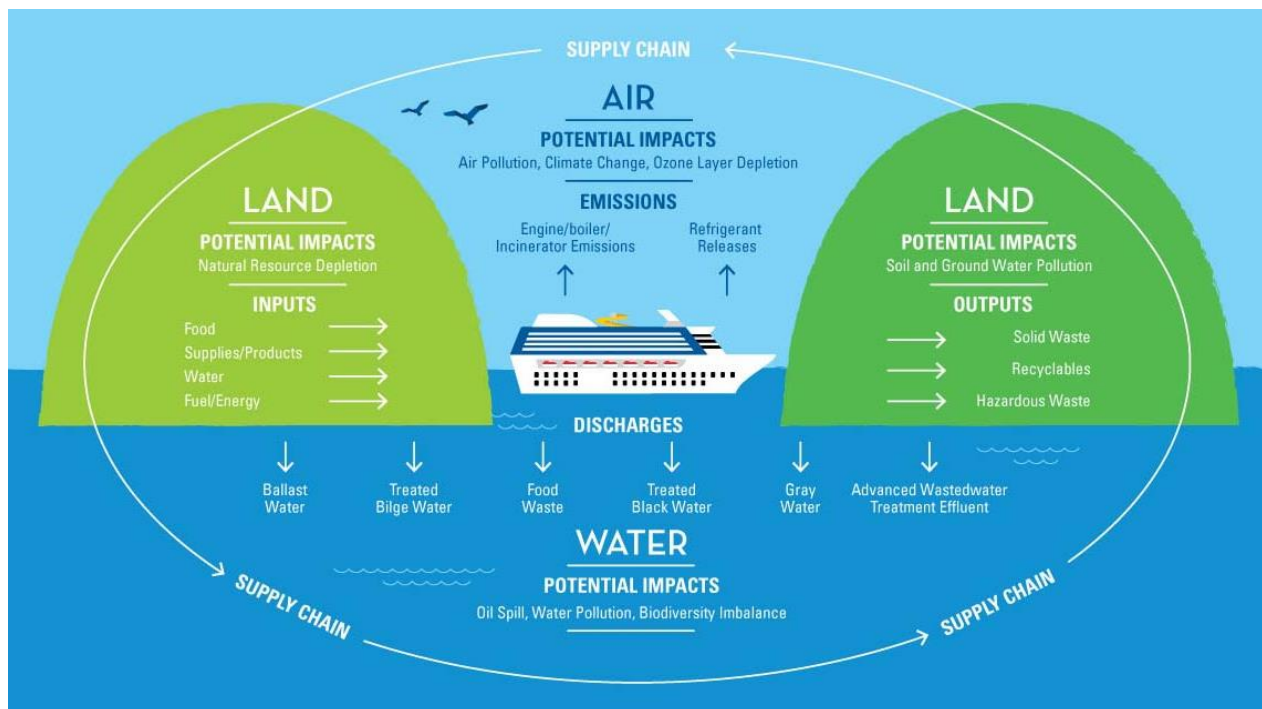 SUPPLY CHAIN
AIR
POTENTIAL IMPACTS
Air Pollution, Climate Change, Ozone Layer Depletion
EMISSIONS
Engine/boiler/
Incinerator Emissions
Refrigerant
Releases
LAND
POTENTIAL IMPACTS
Natural Resource Depletion
INPUTS
Food
Supplies/Products
Water
Fuel/Energy
LAND
POTENTIAL IMPACTS
Soil and Ground Water Pollution
OUTPUTS
Solid Waste
Recyclables
Hazardous Waste
DISCHARGES
Ballast
Water
Treated
Bilge Water
Food
Waste
Treated
Black Water
Gray
Water
Advanced Wastedwater
Treatment Effluent
WATER
POTENTIAL IMPACTS
Oil Spill, Water Pollution, Biodiversity Imbalance
SUPPLY CHAIN
SUPPLY CHAIN